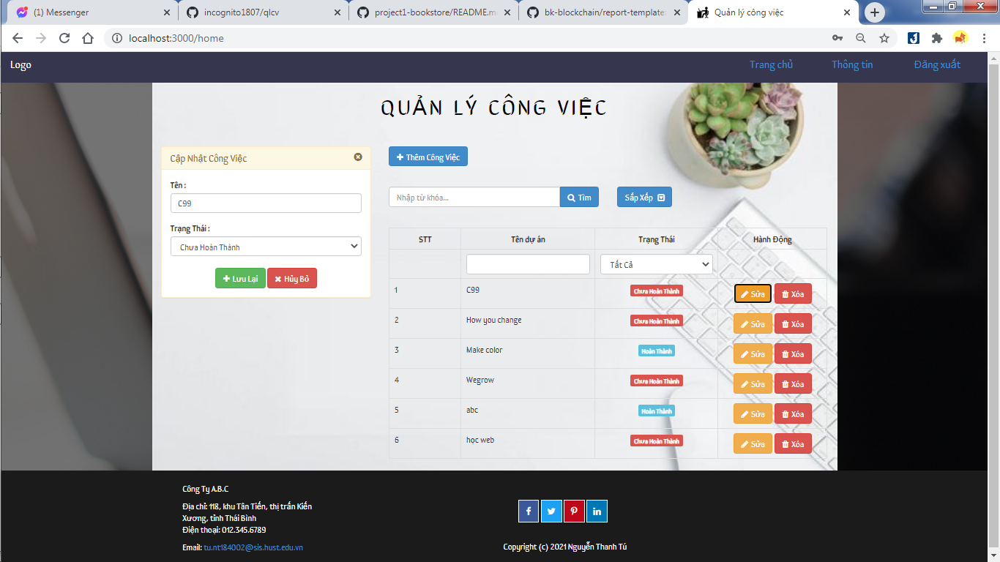 (1) Messenger
incognito1807/qlcv
project1-bookstore/README.m
bk-blockchain/report-template
Quản lý công việc
localhost:3000/home
Logo
Trang chủ
Thông tin
Đăng xuất
QUẢN LÝ CÔNG VIỆC
Cập Nhật Công Việc
Tên :
C99
Trạng Thái :
Chưa Hoàn Thành
Lưu Lại
Hủy Bỏ
Thêm Công Việc
Nhập từ khóa...
Tìm
Sắp Xếp
STT Tên dự án Trạng Thái Hành Động
Tất Cả
1 C99 Chưa Hoàn Thành Sửa Xóa
2 How you change Chưa Hoàn Thành Sửa Xóa
3 Make color Hoàn Thành Sửa Xóa
4 Wegrow Chưa Hoàn Thành Sửa Xóa
5 abc Hoàn Thành Sửa Xóa
6 học web Chưa Hoàn Thành Sửa Xóa
Công Ty A.B.C
Địa chỉ: 118, khu Tân Tiến, thị trấn Kiến
Xương, tỉnh Thái Bình
Điện thoại: 012.345.6789
Email: tu.nt184002@sis.hust.edu.vn
Copyright (c) 2021 Nguyễn Thanh Tú